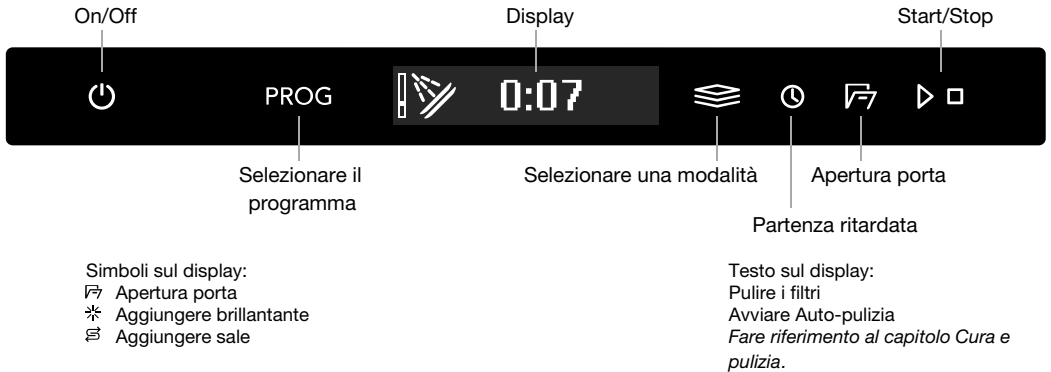 On/Off Display Start/Stop
PROG 0:07
Selezionare il programma
Selezionare una modalità
Apertura porta
Partenza ritardata
Simboli sul display:
Apertura porta
Aggiungere brillantante
Aggiungere sale
Testo sul display:
Pulire i filtri
Avviare Auto-pulizia
Fare riferimento al capitolo Cura e
pulizia.